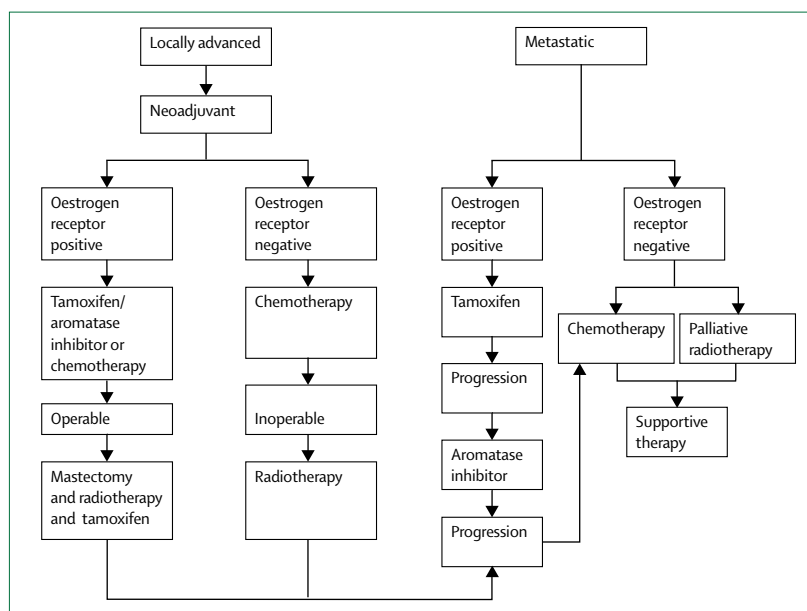 Locally advanced
Neoadjuvant
Oestrogen
receptor
positive
Tamoxifen/
aromatase
inhibitor or
chemotherapy
Operable
Mastectomy
and radiotherapy
and tamoxifen
Oestrogen
receptor
negative
Chemotherapy
Inoperable
Radiotherapy
Metastatic
Oestrogen
receptor
positive
Tamoxifen
Progression
Aromatase
inhibitor
Progression
Oestrogen
receptor
negative
Chemotherapy
Palliative
radiotherapy
Supportive
therapy